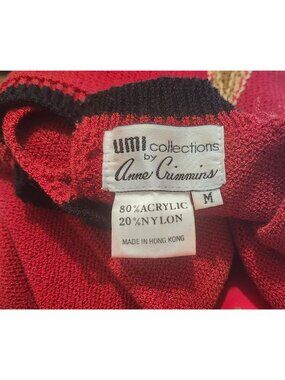 umi collections
by
Anne Crimmins
M
80%ACRYLIC
20%NYLON
MADE IN HONG KONG